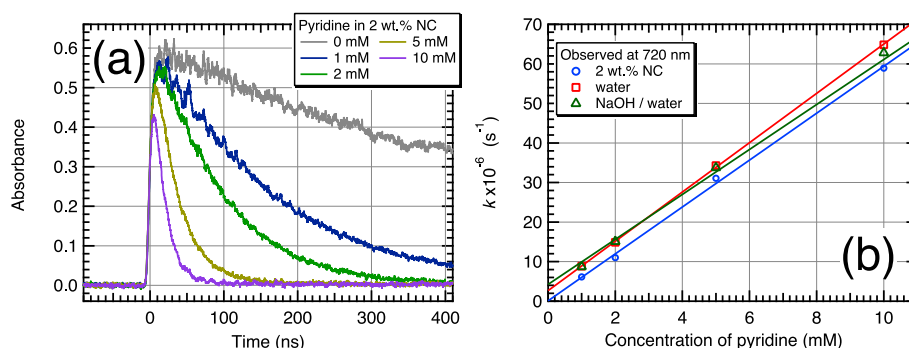 (a)
Pyridine in 2 wt.% NC
0 mM
5 mM
1 mM
10 mM
2 mM
Absorbance
0.6
0.5
0.4
0.3
0.2
0.1
0.0
0
100
200
300
400
Time (ns)
(b)
Observed at 720 nm
2 wt.% NC
water
NaOH / water
k x10⁻⁶ (s⁻¹)
70
60
50
40
30
20
10
0
0
2
4
6
8
10
Concentration of pyridine (mM)